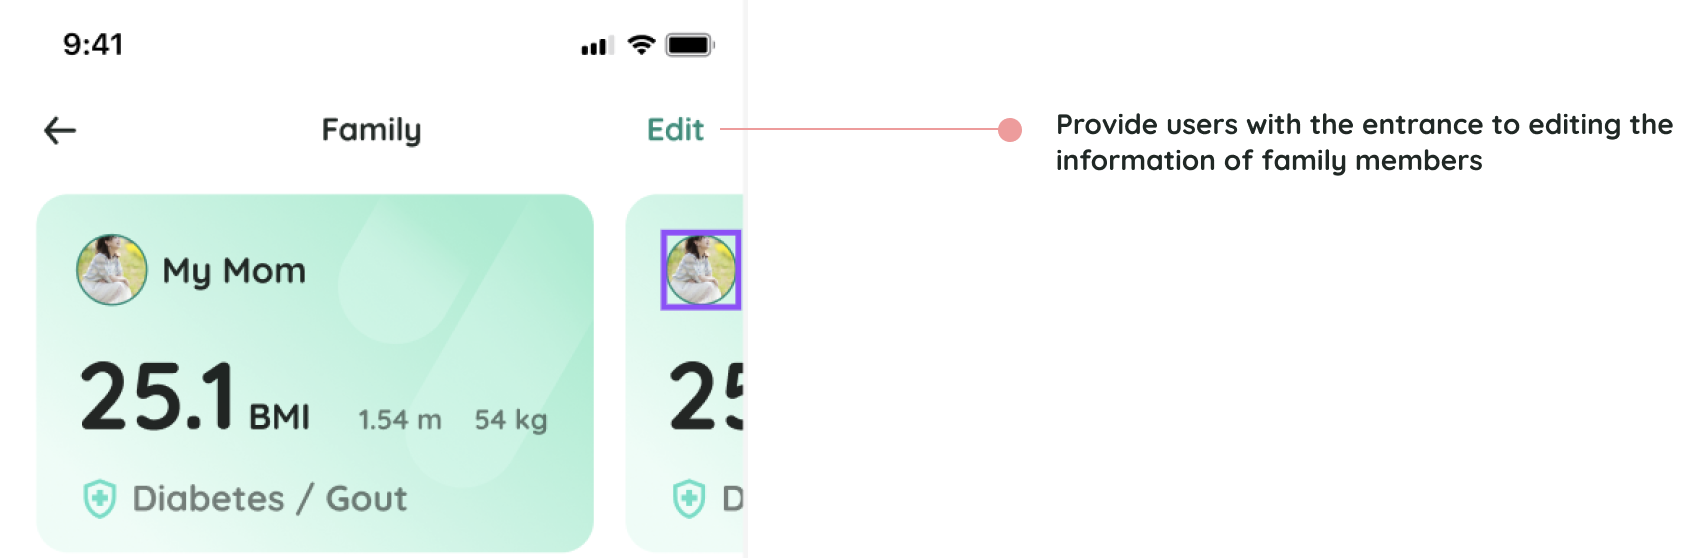 9:41
Family
Edit
Provide users with the entrance to editing the
information of family members
My Mom
25.1 BMI 1.54 m 54 kg
25
Diabetes / Gout
D